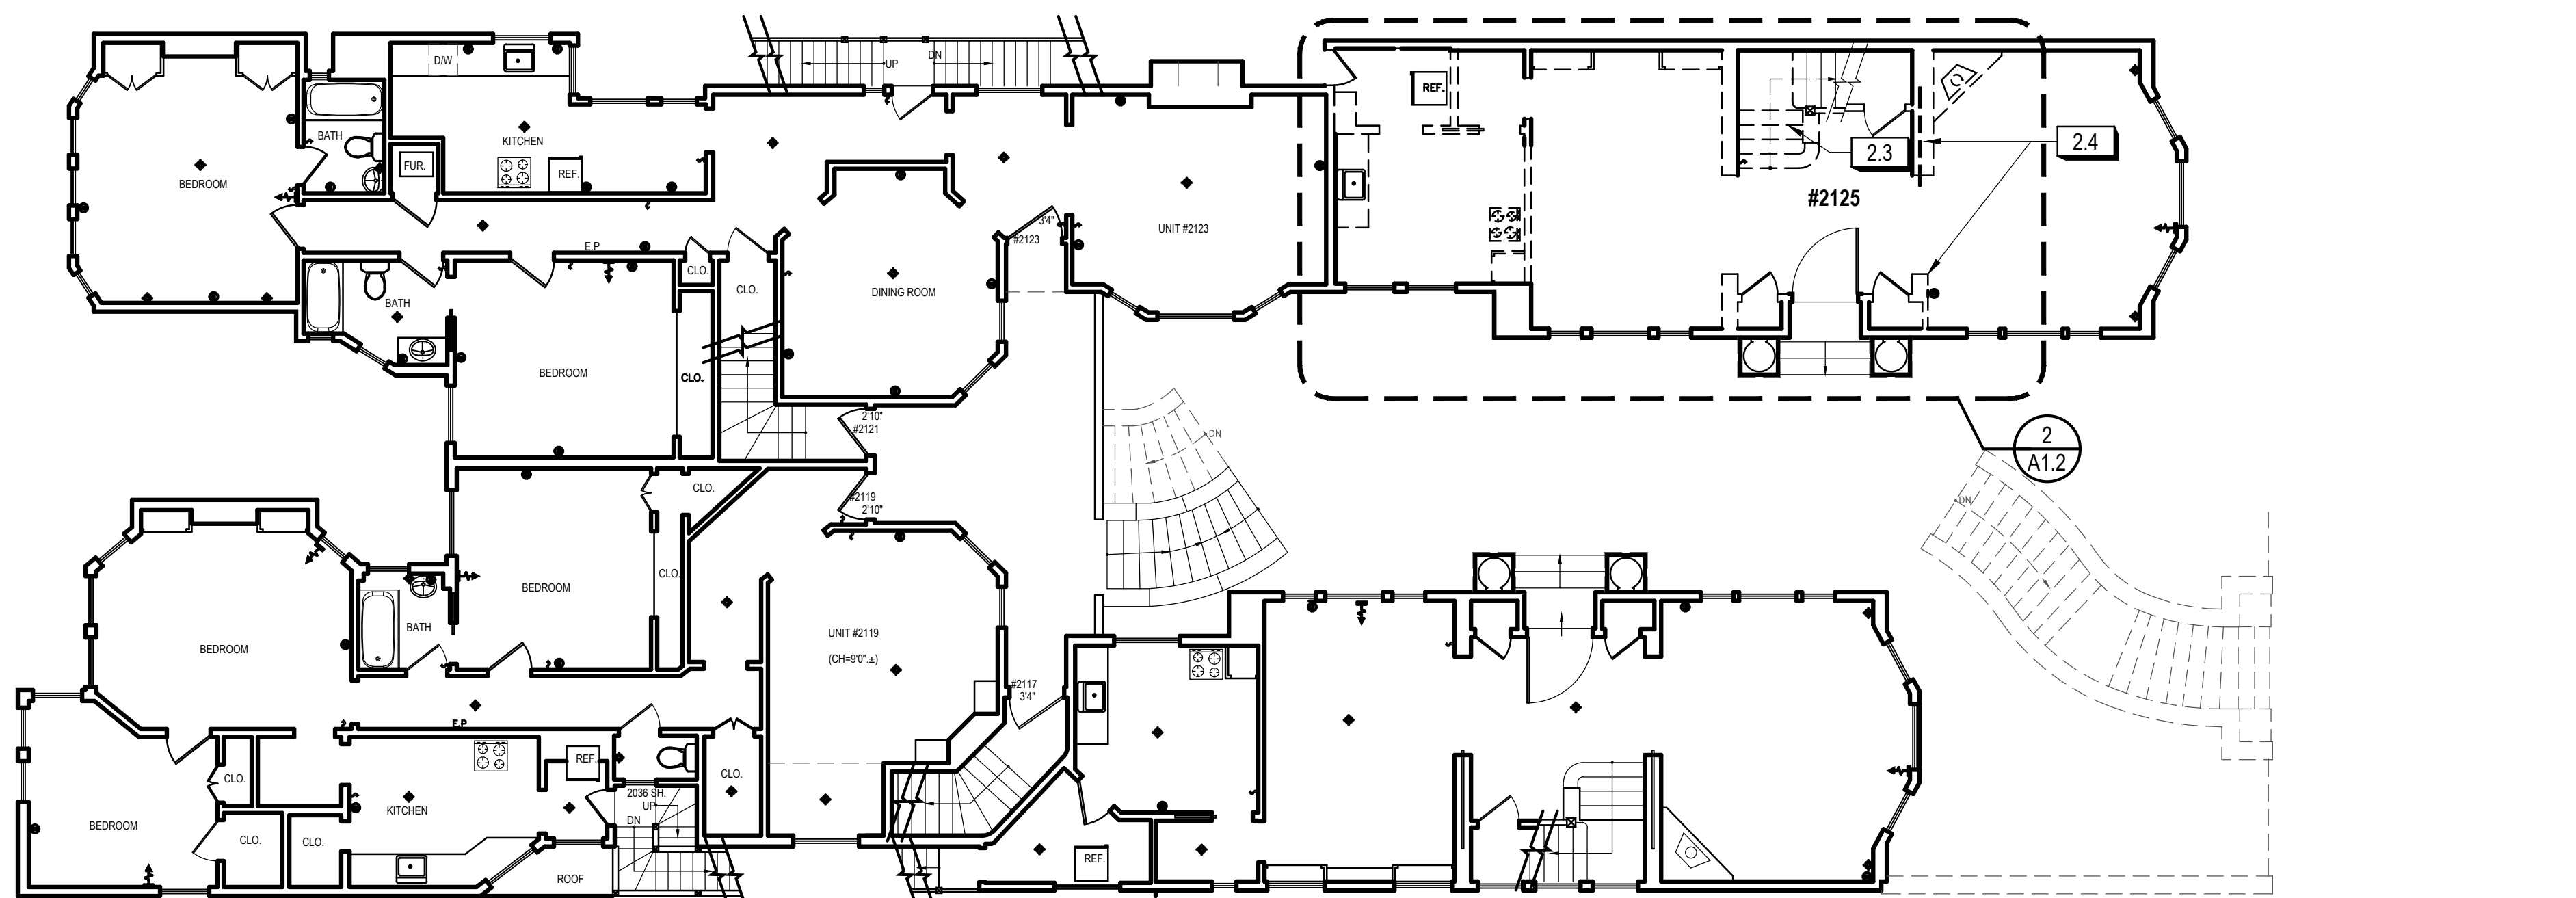 D/W
UP
DN
REF.
2.3
2.4
BATH
KITCHEN
FUR.
REF.
BEDROOM
#2125
3'4"
#2123
UNIT #2123
E.P
CLO.
CLO.
DINING ROOM
BATH
BEDROOM
CLO.
2'10"
#2121
DN
2
A1.2
CLO.
#2119
2'10"
DN
BEDROOM
CLO.
BATH
UNIT #2119
(CH=9'0".±)
BEDROOM
#2117
3'4"
E.P
REF.
CLO.
CLO.
2036 SH.
UP
DN
KITCHEN
BEDROOM
CLO.
CLO.
REF.
ROOF